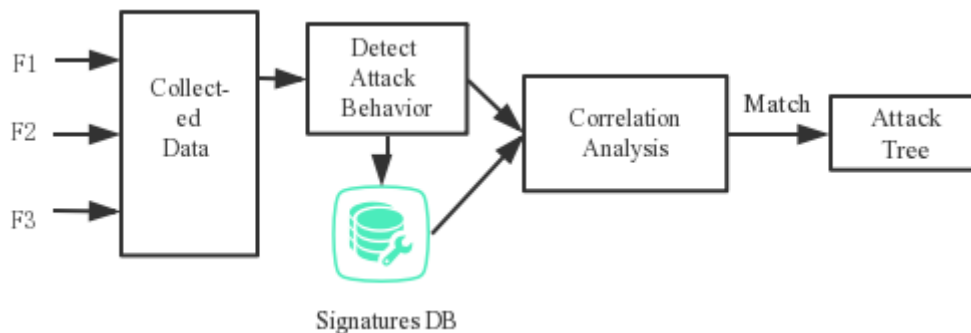 F1
F2
F3
Collect-
ed
Data
Detect
Attack
Behavior
Signatures DB
Correlation
Analysis
Match
Attack
Tree